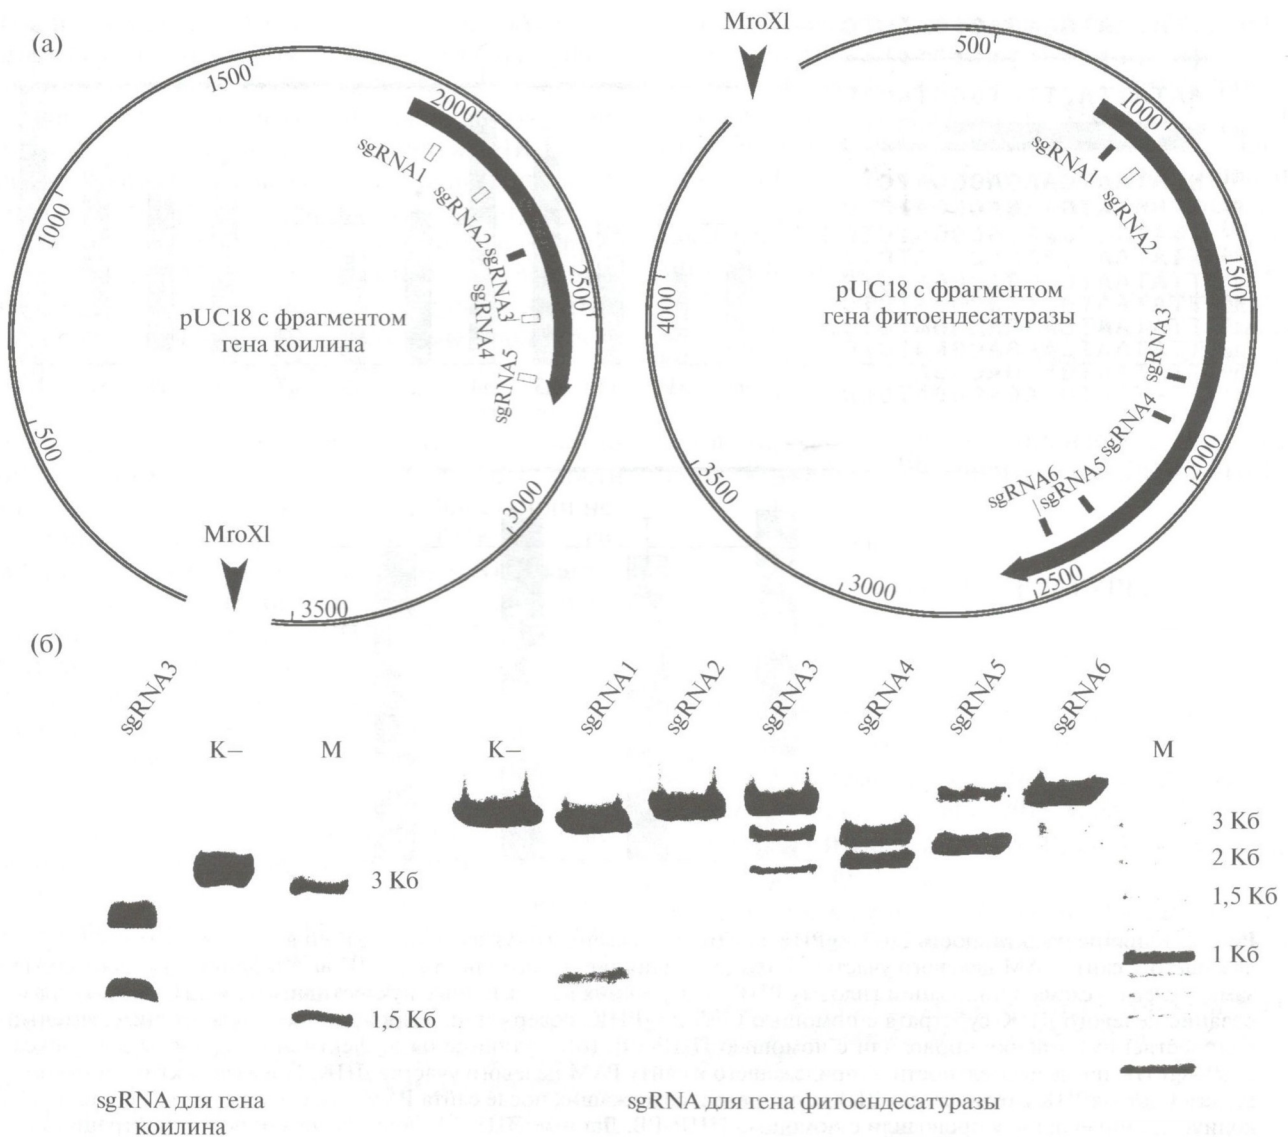 (а)
MroXI
1500
2000
sgRNA1
sgRNA2
sgRNA3
sgRNA4
sgRNA5
2500
1000
500
3000
3500
pUC18 с фрагментом
гена коилина
MroXI
500
1000
sgRNA1
sgRNA2
1500
sgRNA3
sgRNA4
sgRNA5
sgRNA6
2000
2500
3000
3500
4000
pUC18 с фрагментом
гена фитоендесатуразы
(б)
sgRNA3
K–
M
3 Кб
1,5 Кб
sgRNA для гена
коилина
K–
sgRNA1
sgRNA2
sgRNA3
sgRNA4
sgRNA5
sgRNA6
M
3 Кб
2 Кб
1,5 Кб
1 Кб
sgRNA для гена фитоендесатуразы